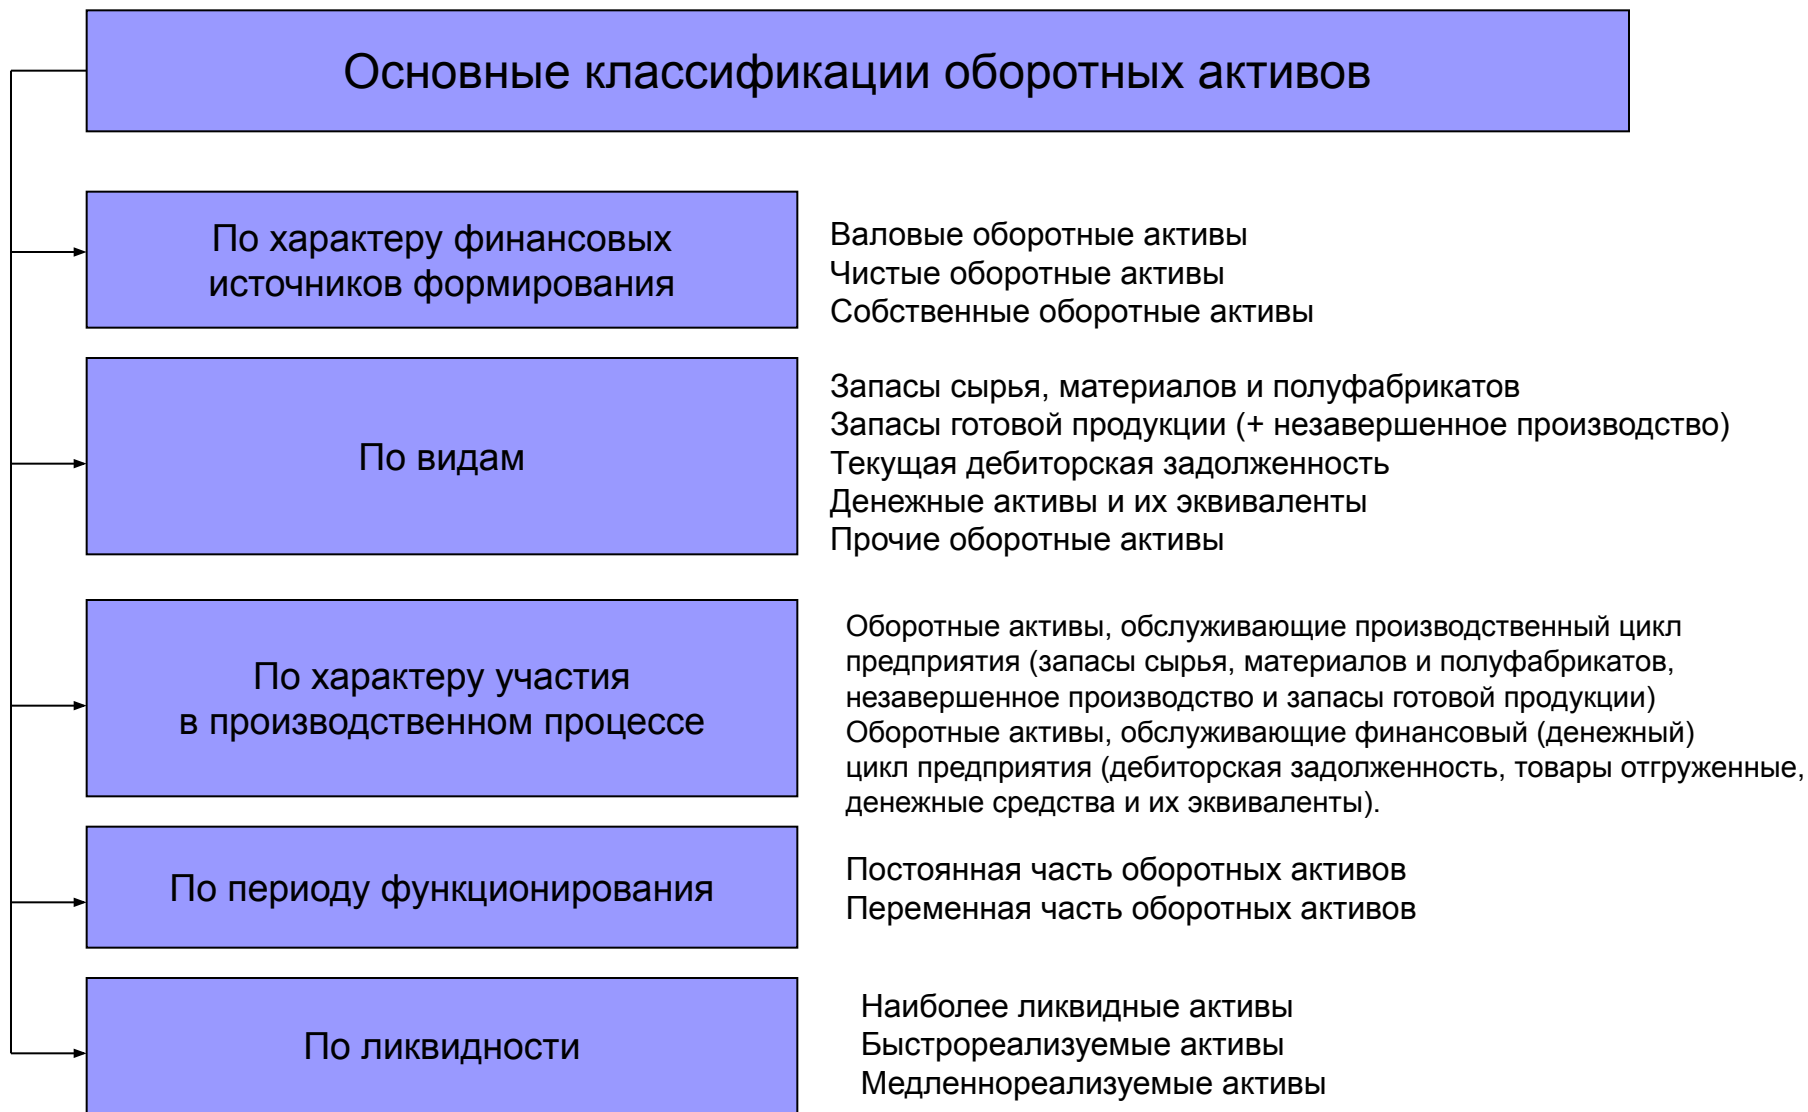 Основные классификации оборотных активов
По характеру финансовых
источников формирования
Валовые оборотные активы
Чистые оборотные активы
Собственные оборотные активы
По видам
Запасы сырья, материалов и полуфабрикатов
Запасы готовой продукции (+ незавершенное производство)
Текущая дебиторская задолженность
Денежные активы и их эквиваленты
Прочие оборотные активы
По характеру участия
в производственном процессе
Оборотные активы, обслуживающие производственный цикл
предприятия (запасы сырья, материалов и полуфабрикатов,
незавершенное производство и запасы готовой продукции)
Оборотные активы, обслуживающие финансовый (денежный)
цикл предприятия (дебиторская задолженность, товары отгруженные,
денежные средства и их эквиваленты).
По периоду функционирования
Постоянная часть оборотных активов
Переменная часть оборотных активов
По ликвидности
Наиболее ликвидные активы
Быстрореализуемые активы
Медленнореализуемые активы